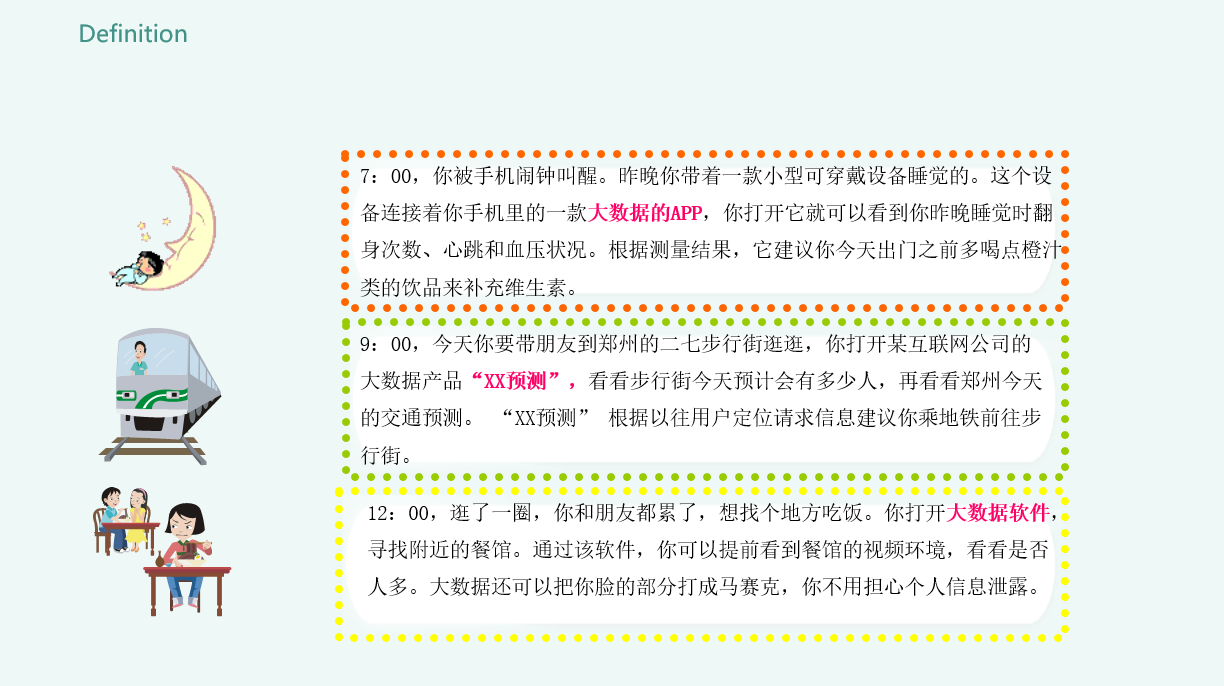 Definition
7：00，你被手机闹钟叫醒。昨晚你带着一款小型可穿戴设备睡觉的。这个设
备连接着你手机里的一款大数据的APP，你打开它就可以看到你昨晚睡觉时翻
身次数、心跳和血压状况。根据测量结果，它建议你今天出门之前多喝点橙汁
类的饮品来补充维生素。
9：00，今天你要带朋友到郑州的二七步行街逛逛，你打开某互联网公司的
大数据产品“XX预测”，看看步行街今天预计会有多少人，再看看郑州今天
的交通预测。 “XX预测” 根据以往用户定位请求信息建议你乘地铁前往步
行街。
12：00，逛了一圈，你和朋友都累了，想找个地方吃饭。你打开大数据软件，
寻找附近的餐馆。通过该软件，你可以提前看到餐馆的视频环境，看看是否
人多。大数据还可以把你脸的部分打成马赛克，你不用担心个人信息泄露。